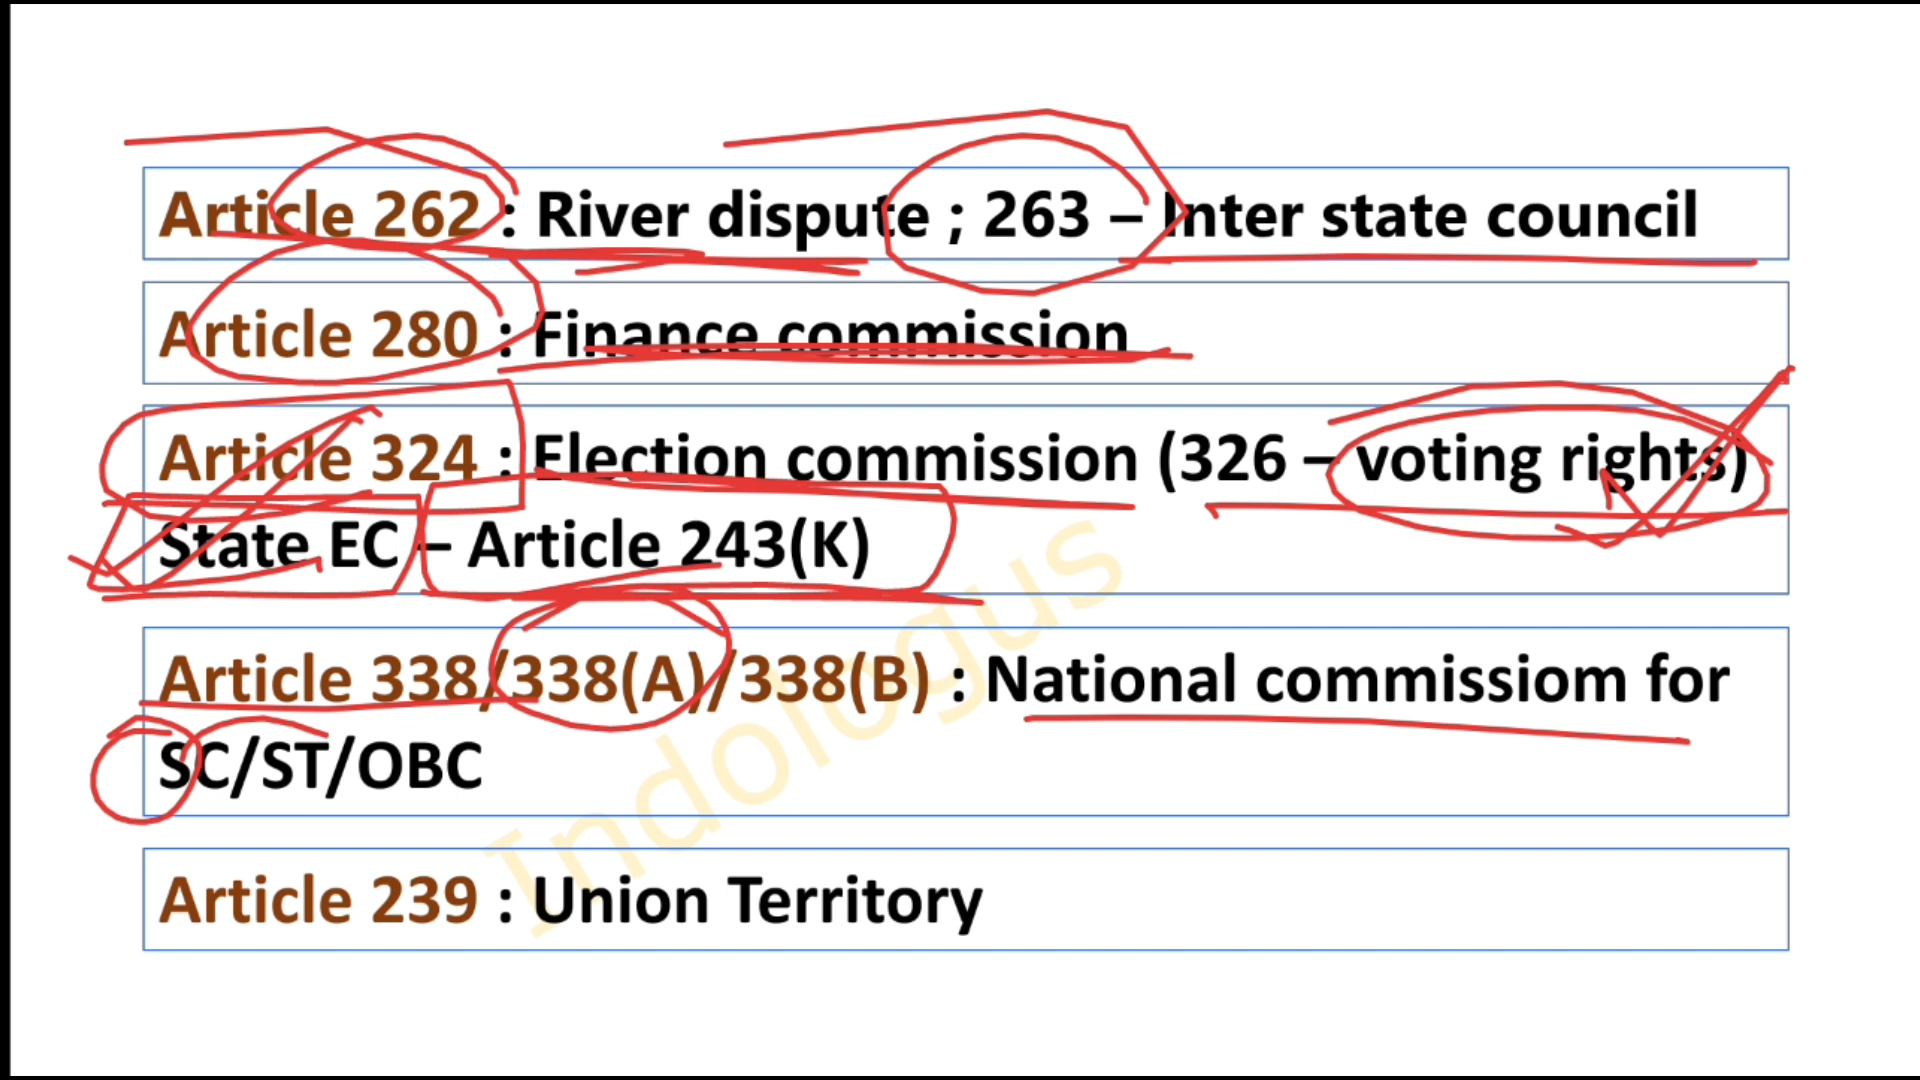 Article 262 : River dispute ; 263 – Inter state council
Article 280 : Finance commission
Article 324 : Election commission (326 – voting rights)
State EC – Article 243(K)
Article 338/338(A)/338(B) : National commissiom for
SC/ST/OBC
Article 239 : Union Territory
Indologus